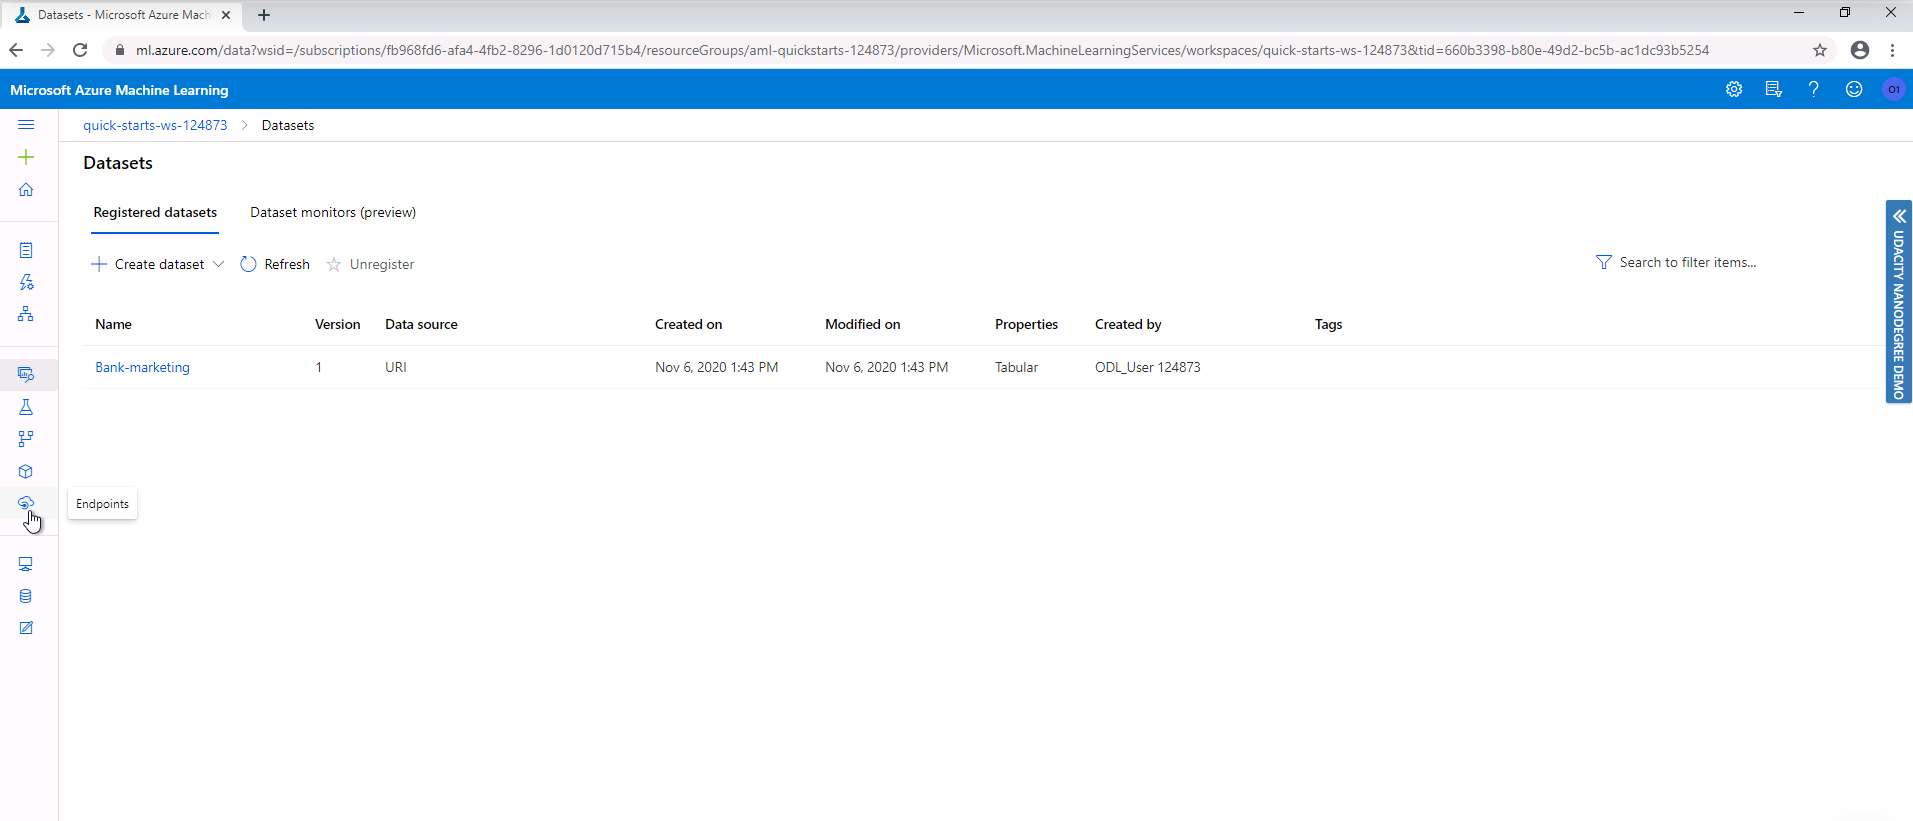 Datasets - Microsoft Azure Mach
ml.azure.com/data?wsid=/subscriptions/fb968fd6-afa4-4fb2-8296-1d0120d715b4/resourceGroups/aml-quickstarts-124873/providers/Microsoft.MachineLearningServices/workspaces/quick-starts-ws-124873&tid=660b3398-b80e-49d2-bc5b-ac1dc93b5254
Microsoft Azure Machine Learning
O1
quick-starts-ws-124873 > Datasets
Datasets
Registered datasets Dataset monitors (preview)
Create dataset Refresh Unregister Search to filter items...
Name Version Data source Created on Modified on Properties Created by Tags
Bank-marketing 1 URI Nov 6, 2020 1:43 PM Nov 6, 2020 1:43 PM Tabular ODL_User 124873
UDACITY NANODEGREE DEMO
Endpoints